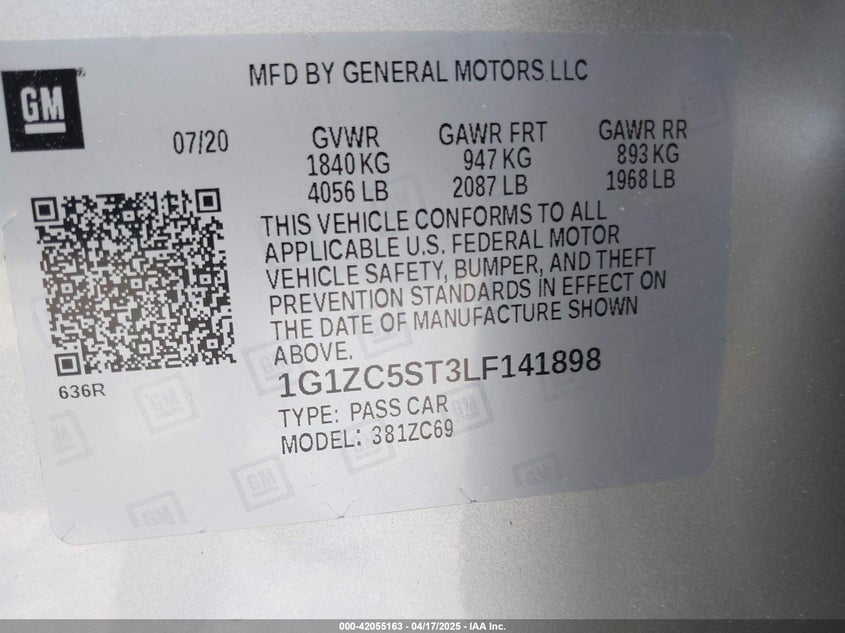 GM
MFD BY GENERAL MOTORS LLC
07/20
GVWR
1840 KG
4056 LB
GAWR FRT
947 KG
2087 LB
GAWR RR
893 KG
1968 LB
THIS VEHICLE CONFORMS TO ALL
APPLICABLE U.S. FEDERAL MOTOR
VEHICLE SAFETY, BUMPER, AND THEFT
PREVENTION STANDARDS IN EFFECT ON
THE DATE OF MANUFACTURE SHOWN
ABOVE.
636R
1G1ZC5ST3LF141898
TYPE: PASS CAR
MODEL: 381ZC69
000-42055163 - 04/17/2025 - IAA Inc.